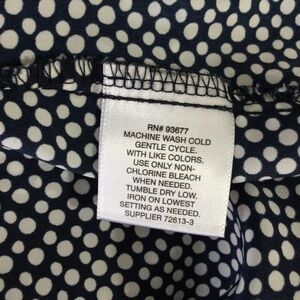 RN# 93677
MACHINE WASH COLD
GENTLE CYCLE.
WITH LIKE COLORS.
USE ONLY NON-
CHLORINE BLEACH
WHEN NEEDED.
TUMBLE DRY LOW.
IRON ON LOWEST
SETTING AS NEEDED.
SUPPLIER 72613-3